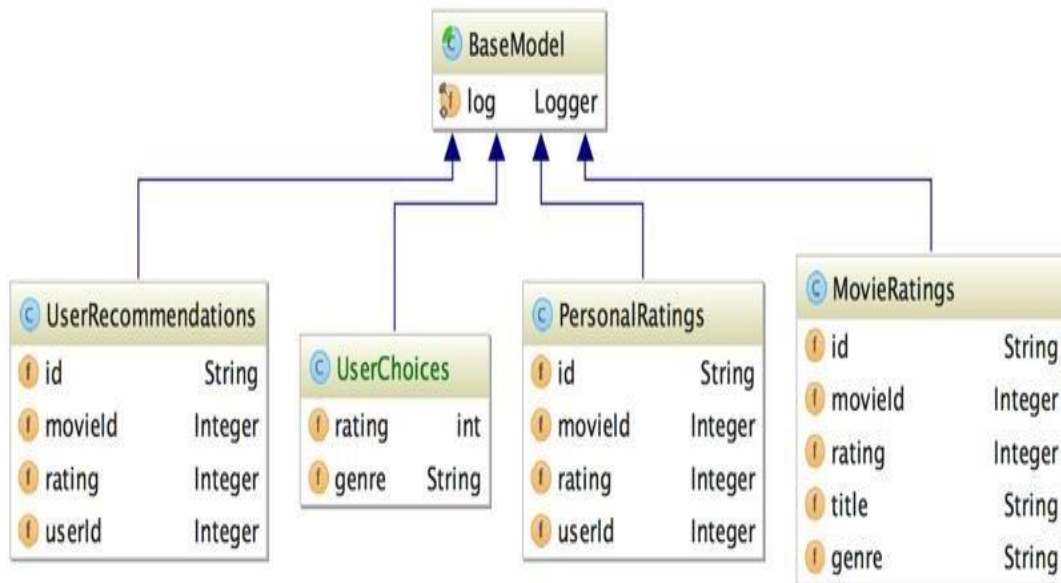 BaseModel
log Logger
UserRecommendations
id String
movieId Integer
rating Integer
userId Integer
UserChoices
rating int
genre String
PersonalRatings
id String
movieId Integer
rating Integer
userId Integer
MovieRatings
id String
movieId Integer
rating Integer
title String
genre String